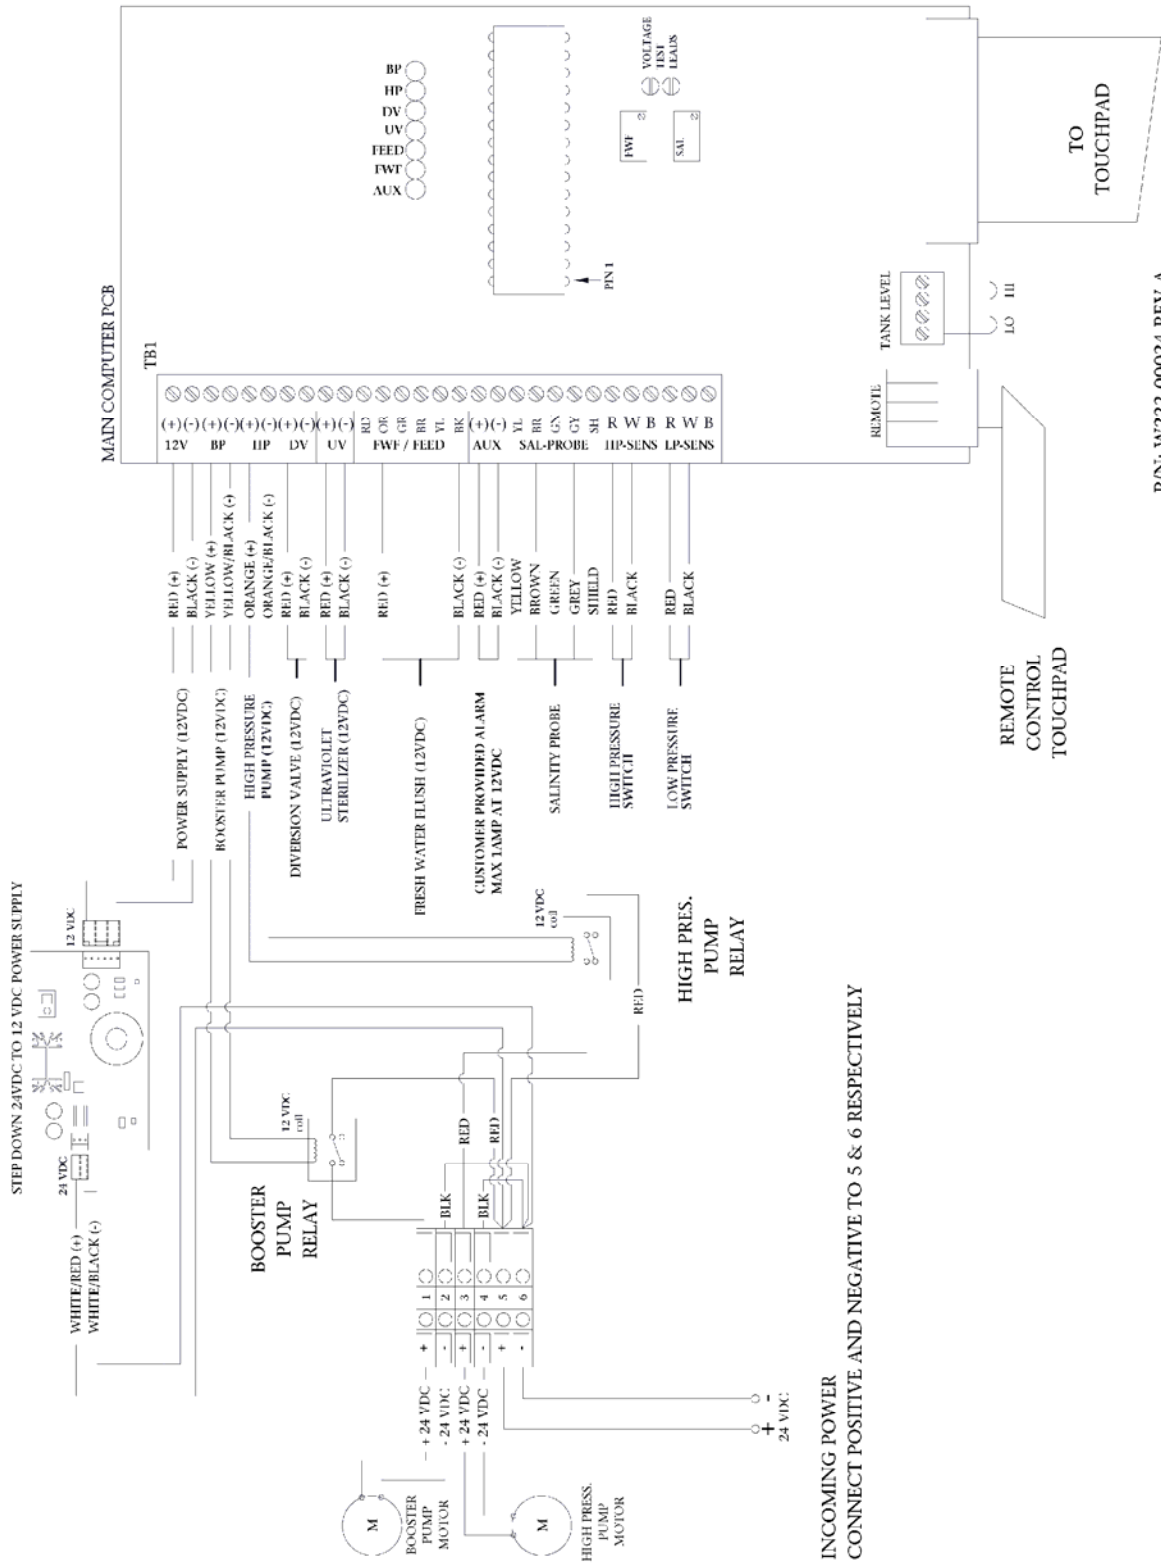 STEP DOWN 24VDC TO 12 VDC POWER SUPPLY
24 VDC
12 VDC
WHITE/RED (+)
WHITE/BLACK (-)
MAIN COMPUTER PCB
TB1
(+)
12V
(-)
(+)
BP
(-)
(+)
HP
(-)
(+)
DV
(-)
(+)
UV
(-)
RD
OR
GR
BR
YL
BK
FWF / FEED
(+)
AUX
(-)
YL
BR
GN
GY
SH
SAL-PROBE
R
W
B
HP-SENS
R
W
B
LP-SENS
RED (+)
BLACK (-)
POWER SUPPLY (12VDC)
YELLOW (+)
YELLOW/BLACK (-)
BOOSTER PUMP (12VDC)
ORANGE (+)
ORANGE/BLACK (-)
HIGH PRESSURE
PUMP (12VDC)
RED (+)
BLACK (-)
DIVERSION VALVE (12VDC)
RED (+)
BLACK (-)
ULTRAVIOLET
STERILIZER (12VDC)
RED (+)
BLACK (-)
FRESH WATER FLUSH (12VDC)
RED (+)
BLACK (-)
CUSTOMER PROVIDED ALARM
MAX 1AMP AT 12VDC
YELLOW
BROWN
GREEN
GREY
SHIELD
SALINITY PROBE
RED
BLACK
HIGH PRESSURE
SWITCH
RED
BLACK
LOW PRESSURE
SWITCH
BP
HP
DV
UV
FEED
FWF
AUX
PIN 1
FWF
SAL
VOLTAGE
TEST
LEADS
TANK LEVEL
LO
HI
REMOTE
TO
TOUCHPAD
REMOTE
CONTROL
TOUCHPAD
12 VDC
coil
BOOSTER
PUMP
RELAY
12 VDC
coil
HIGH PRES.
PUMP
RELAY
RED
BLK
RED
BLK
RED
1
2
3
4
5
6
+
-
+
-
+
-
+ 24 VDC
- 24 VDC
+ 24 VDC
- 24 VDC
M
BOOSTER
PUMP
MOTOR
M
HIGH PRESS.
PUMP
MOTOR
+
-
24 VDC
INCOMING POWER
CONNECT POSITIVE AND NEGATIVE TO 5 & 6 RESPECTIVELY